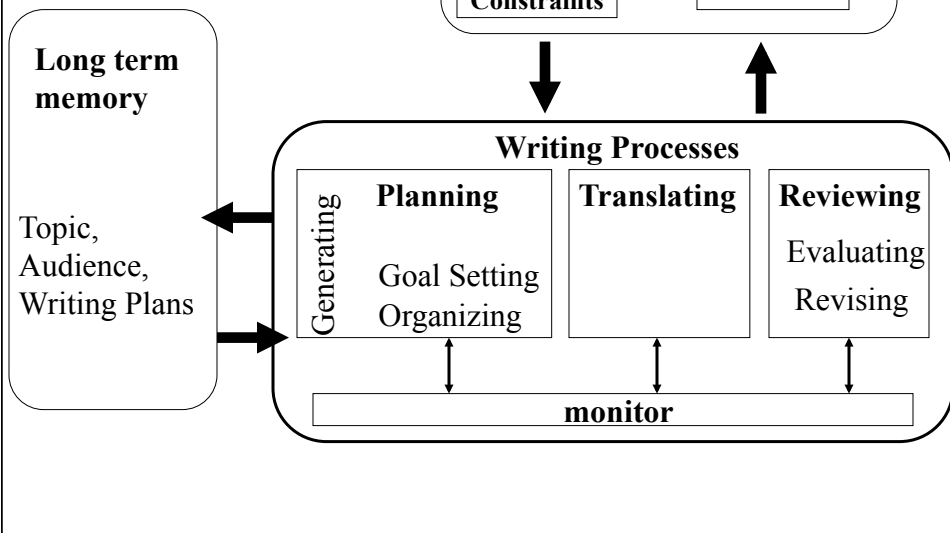 Constraints
Long term
memory
Topic,
Audience,
Writing Plans
Writing Processes
Generating
Planning
Goal Setting
Organizing
Translating
Reviewing
Evaluating
Revising
monitor